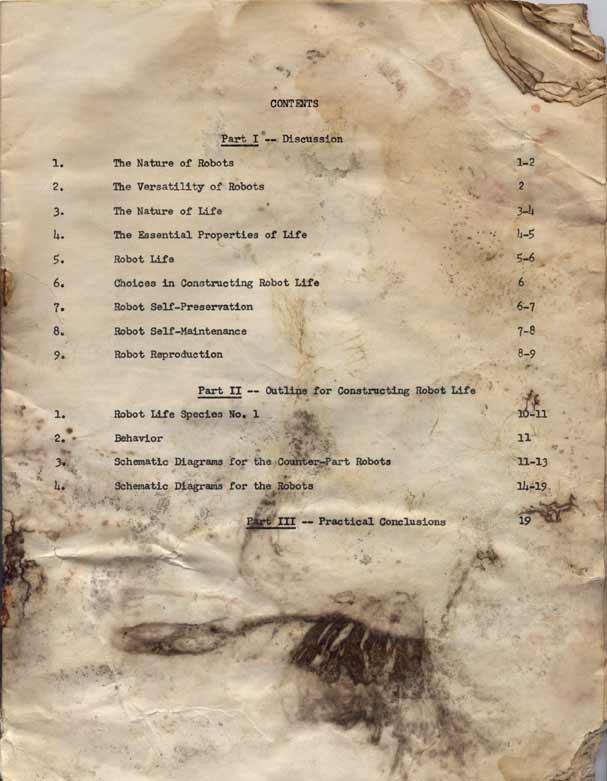 CONTENTS
Part I -- Discussion
1. The Nature of Robots 1-2
2. The Versatility of Robots 2
3. The Nature of Life 3-4
4. The Essential Properties of Life 4-5
5. Robot Life 5-6
6. Choices in Constructing Robot Life 6
7. Robot Self-Preservation 6-7
8. Robot Self-Maintenance 7-8
9. Robot Reproduction 8-9
Part II -- Outline for Constructing Robot Life
1. Robot Life Species No. 1 10-11
2. Behavior 11
3. Schematic Diagrams for the Counter-Part Robots 11-13
4. Schematic Diagrams for the Robots 14-19
Part III -- Practical Conclusions 19